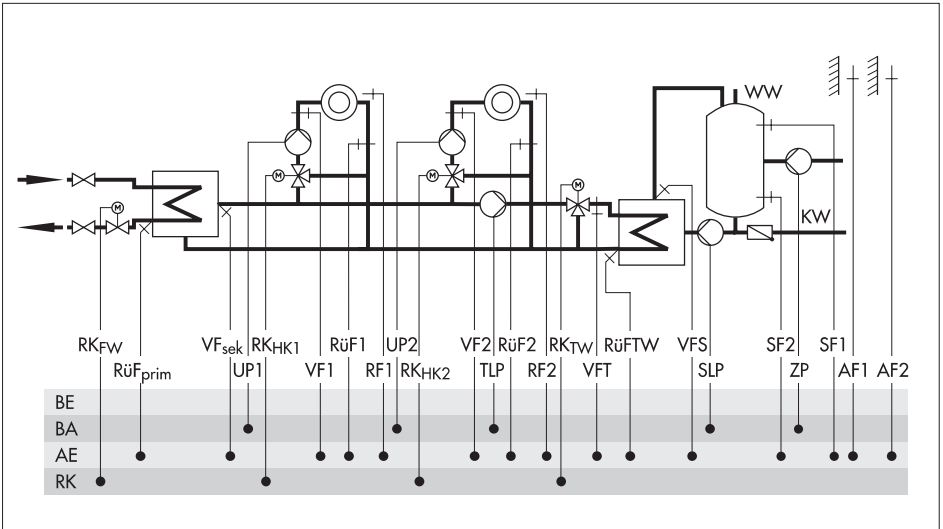 WW
M
M
M
M
KW
RKFW VFsek RKHK1 RüF1 UP2 VF2 RüF2 RKTW RüFTW VFS SF2 SF1
RüFprim UP1 VF1 RF1 RKHK2 TLP RF2 VFT SLP ZP AF1 AF2
BE
BA
AE
RK